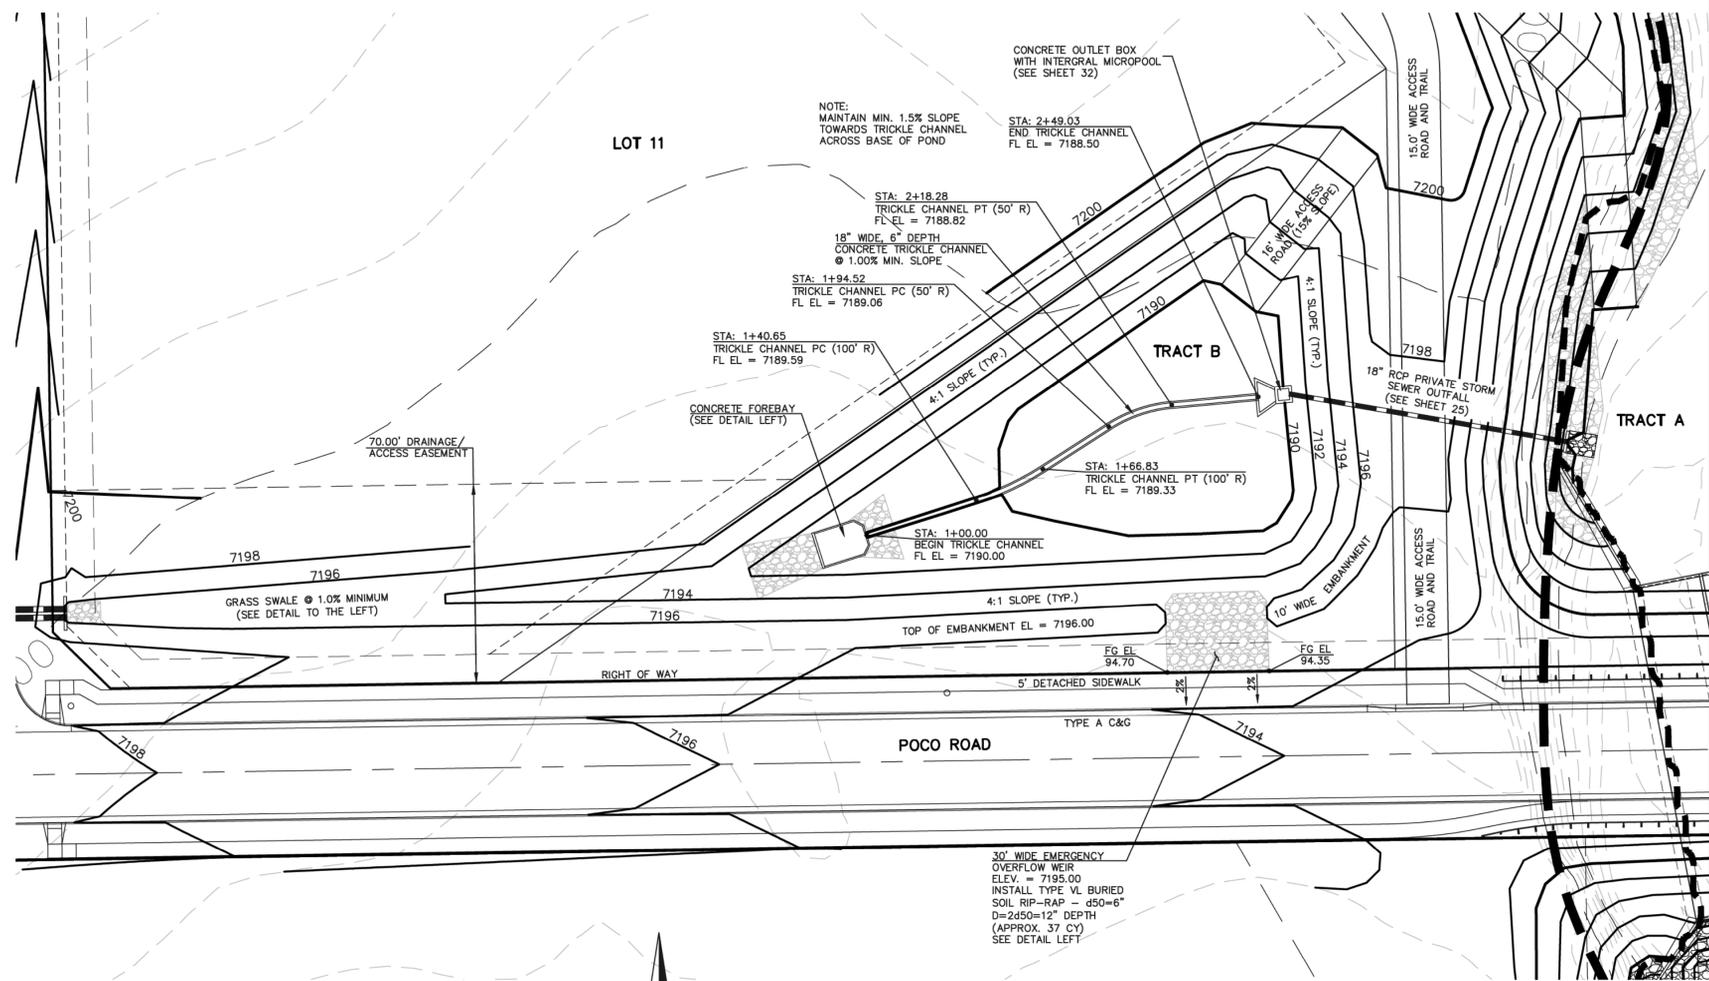 CONCRETE OUTLET BOX
WITH INTERGRAL MICROPOOL
(SEE SHEET 32)
NOTE:
MAINTAIN MIN. 1.5% SLOPE
TOWARDS TRICKLE CHANNEL
ACROSS BASE OF POND
STA: 2+49.03
END TRICKLE CHANNEL
FL EL = 7188.50
15.0' WIDE ACCESS
ROAD AND TRAIL
LOT 11
7200
STA: 2+18.28
TRICKLE CHANNEL PT (50' R)
FL EL = 7188.82
7200
16' WIDE ACCESS
ROAD (15% SLOPE)
18" WIDE, 6" DEPTH
CONCRETE TRICKLE CHANNEL
@ 1.00% MIN. SLOPE
STA: 1+94.52
TRICKLE CHANNEL PC (50' R)
FL EL = 7189.06
7190
4:1 SLOPE (TYP.)
STA: 1+40.65
TRICKLE CHANNEL PC (100' R)
FL EL = 7189.59
TRACT B
7198
4:1 SLOPE (TYP.)
18" RCP PRIVATE STORM
SEWER OUTFALL
(SEE SHEET 25)
TRACT A
CONCRETE FOREBAY
(SEE DETAIL LEFT)
70.00' DRAINAGE/
ACCESS EASEMENT
7190
7192
7194
7196
STA: 1+66.83
TRICKLE CHANNEL PT (100' R)
FL EL = 7189.33
7200
STA: 1+00.00
BEGIN TRICKLE CHANNEL
FL EL = 7190.00
7198
7196
10' WIDE EMBANKMENT
15.0' WIDE ACCESS
ROAD AND TRAIL
GRASS SWALE @ 1.0% MINIMUM
(SEE DETAIL TO THE LEFT)
7194
4:1 SLOPE (TYP.)
7196
TOP OF EMBANKMENT EL = 7196.00
FG EL
94.70
FG EL
94.35
RIGHT OF WAY
5' DETACHED SIDEWALK
2%
2%
TYPE A C&G
7198
7196
POCO ROAD
7194
30' WIDE EMERGENCY
OVERFLOW WEIR
ELEV. = 7195.00
INSTALL TYPE VL BURIED
SOIL RIP-RAP - d50=6"
D=2d50=12" DEPTH
(APPROX. 37 CY)
SEE DETAIL LEFT